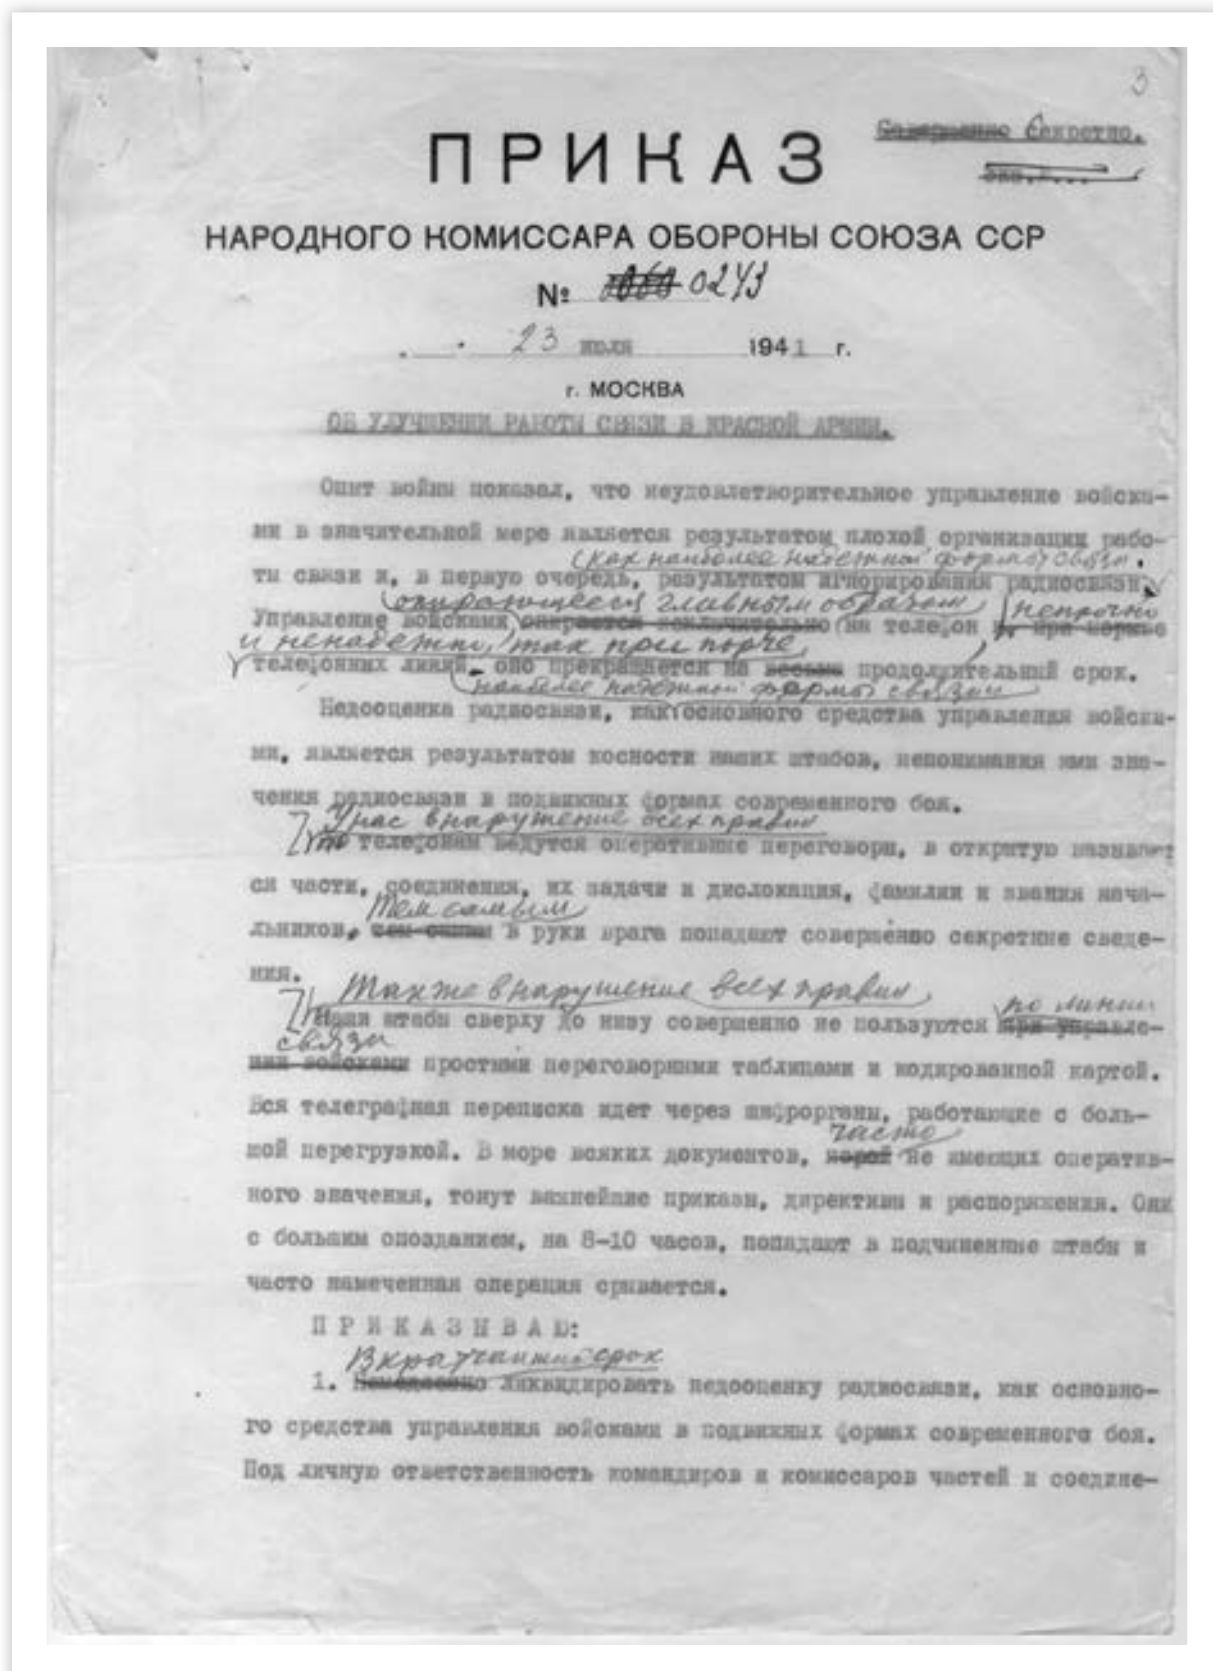 3
Совершенно Секретно.
ПРИКАЗ
НАРОДНОГО КОМИССАРА ОБОРОНЫ СОЮЗА ССР
№ 0243
23 июля 1941 г.
г. МОСКВА
ОБ УЛУЧШЕНИИ РАБОТЫ СВЯЗИ В КРАСНОЙ АРМИИ.
Опыт войны показал, что неудовлетворительное управление войска-
ми в значительной мере является результатом плохой организации рабо-
(как наиболее надежной формы связи.
ты связи и, в первую очередь, результатом игнорирования радиосвязи
опирающееся главным образом непрочно
Управление войсками опирается исключительно на телефон и, при порче
и ненадежно, так при порче
телефонных линий, оно прекращается на весьма продолжительный срок.
наиболее надежной формы связи
Недооценка радиосвязи, как основного средства управления войска-
ми, является результатом косности наших штабов, непонимания ими зна-
чения радиосвязи в подвижных формах современного боя.
У нас в нарушение всех правил
По телефонам ведутся оперативные переговоры, в открытую называют
ся части, соединения, их задачи и дислокация, фамилии и звания нача-
Тем самым
льников, тем самым в руки врага попадают совершенно секретные сведе-
ния.
Также в нарушение всех правил по линии
Наши штабы сверху до низу совершенно не пользуются при управле-
связи
нии войсками простыми переговорными таблицами и кодированной картой.
Вся телеграфная переписка идет через шифрорганы, работающие с боль-
часто
шой перегрузкой. В море всяких документов, порой не имеющих оператив-
ного значения, тонут важнейшие приказы, директивы и распоряжения. Они
с большим опозданием, на 8-10 часов, попадают в подчиненные штабы и
часто намеченная операция срывается.
ПРИКАЗЫВАЮ:
В кратчайший срок
1. Немедленно ликвидировать недооценку радиосвязи, как основно-
го средства управления войсками в подвижных формах современного боя.
Под личную ответственность командиров и комиссаров частей и соедине-